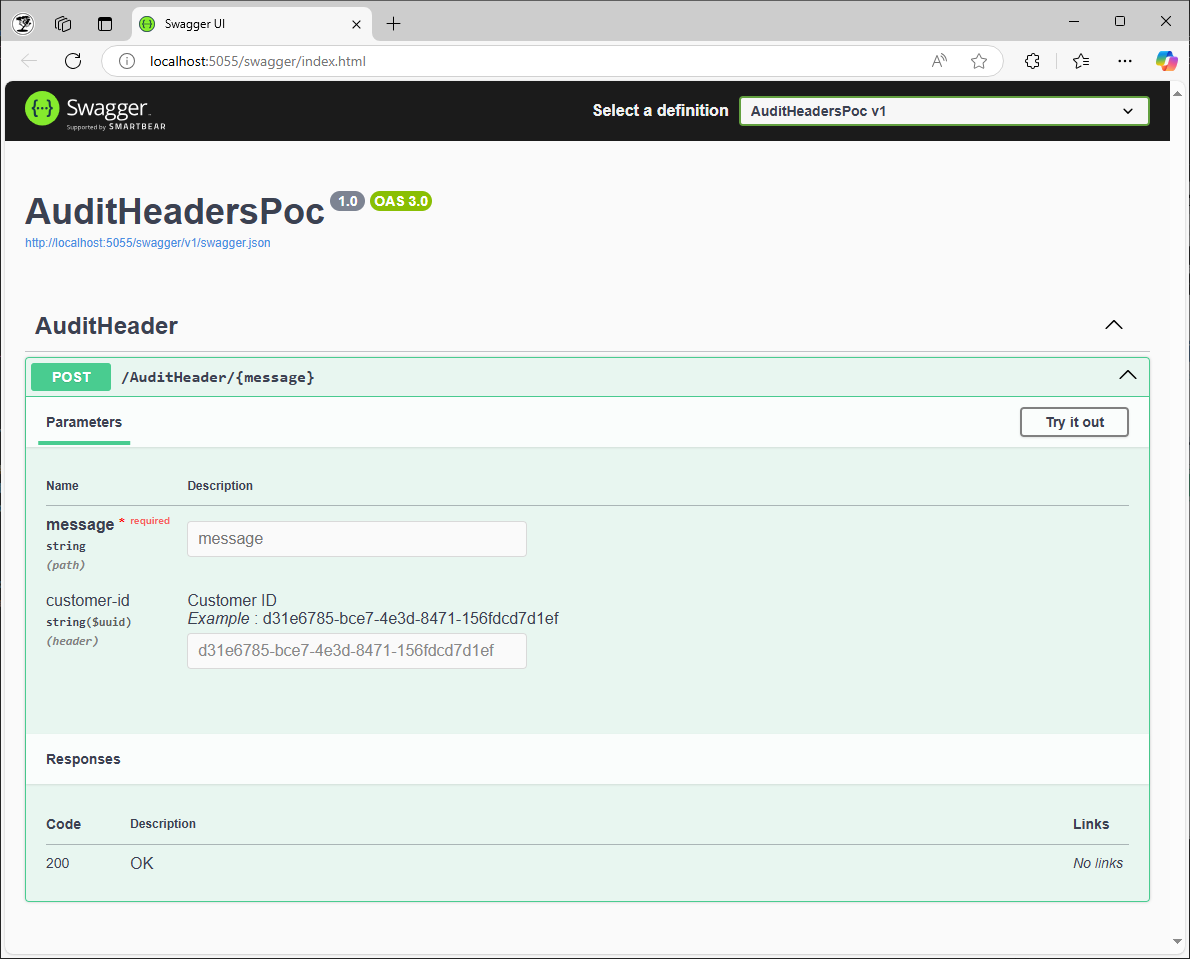 Swagger UI
localhost:5055/swagger/index.html
Swagger
Supported by SMARTBEAR
Select a definition
AuditHeadersPoc v1
AuditHeadersPoc 1.0 OAS 3.0
http://localhost:5055/swagger/v1/swagger.json
AuditHeader
POST /AuditHeader/{message}
Parameters
Try it out
Name Description
message * required
string
(path)
message
customer-id
string($uuid)
(header)
Customer ID
Example : d31e6785-bce7-4e3d-8471-156fdcd7d1ef
d31e6785-bce7-4e3d-8471-156fdcd7d1ef
Responses
Code Description Links
200 OK No links